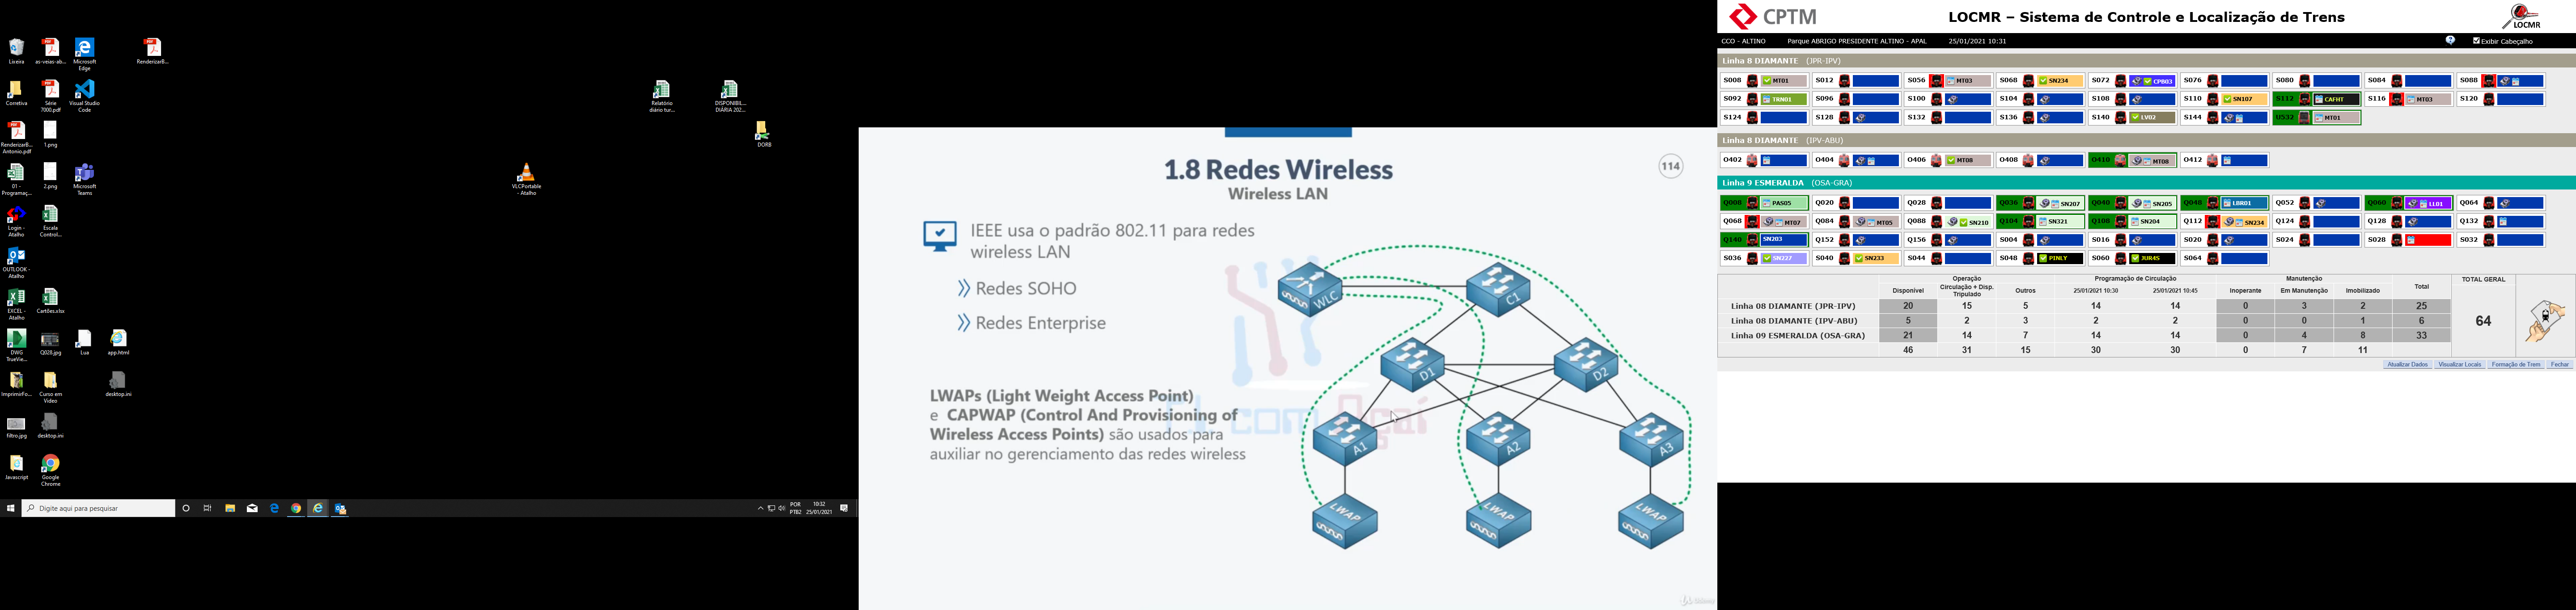 Lixeira
as-veias-ab...
Microsoft Edge
RenderizarB...
Corretiva
Série 7000.pdf
Visual Studio Code
Relatório diário tur...
DISPONIBIL... DIÁRIA 202...
RenderizarB... Antonio.pdf
1.png
DORB
01 - Programaç...
2.png
Microsoft Teams
VLCPortable - Atalho
Login - Atalho
Escala Control...
OUTLOOK - Atalho
EXCEL - Atalho
Cartões.xlsx
DWG TrueVie...
Q028.jpg
Lua
app.html
ImprimirFo...
Curso em Video
desktop.ini
filtro.jpg
desktop.ini
Javascript
Google Chrome
Digite aqui para pesquisar
POR
PTB2
10:32
25/01/2021
1.8 Redes Wireless
114
Wireless LAN
IEEE usa o padrão 802.11 para redes
wireless LAN
Redes SOHO
Redes Enterprise
LWAPs (Light Weight Access Point)
e CAPWAP (Control And Provisioning of
Wireless Access Points) são usados para
auxiliar no gerenciamento das redes wireless
WLC
C1
D1
D2
A1
A2
A3
LWAP
LWAP
LWAP
CPTM
LOCMR – Sistema de Controle e Localização de Trens
LOCMR
CCO - ALTINO Parque ABRIGO PRESIDENTE ALTINO - APAL 25/01/2021 10:31 Exibir Cabeçalho
Linha 8 DIAMANTE (JPR-IPV)
S008 MT01 S012 S056 MT03 S068 SN234 S072 CPB03 S076 S080 S084 S088
S092 TRN01 S096 S100 S104 S108 S110 SN107 S112 CAFHT S116 MT03 S120
S124 S128 S132 S136 S140 LV02 S144 U532 MT01
Linha 8 DIAMANTE (IPV-ABU)
O402 O404 O406 MT08 O408 O410 MT08 O412
Linha 9 ESMERALDA (OSA-GRA)
Q008 PAS05 Q020 Q028 Q036 SN207 Q040 SN205 Q048 LBR01 Q052 Q060 LL01 Q064
Q068 MT07 Q084 MT05 Q088 SN210 Q104 SN321 Q108 SN204 Q112 SN234 Q124 Q128 Q132
Q140 SN203 Q152 Q156 S004 S016 S020 S024 S028 S032
S036 SN227 S040 SN233 S044 S048 PINLY S060 JUR4S S064
Operação Programação de Circulação Manutenção TOTAL GERAL
Disponível Circulação + Disp. Tripulado Outros 25/01/2021 10:30 25/01/2021 10:45 Inoperante Em Manutenção Imobilizado Total
Linha 08 DIAMANTE (JPR-IPV) 20 15 5 14 14 0 3 2 25
Linha 08 DIAMANTE (IPV-ABU) 5 2 3 2 2 0 0 1 6 64
Linha 09 ESMERALDA (OSA-GRA) 21 14 7 14 14 0 4 8 33
46 31 15 30 30 0 7 11
Atualizar Dados Visualizar Locais Formação de Trem Fechar